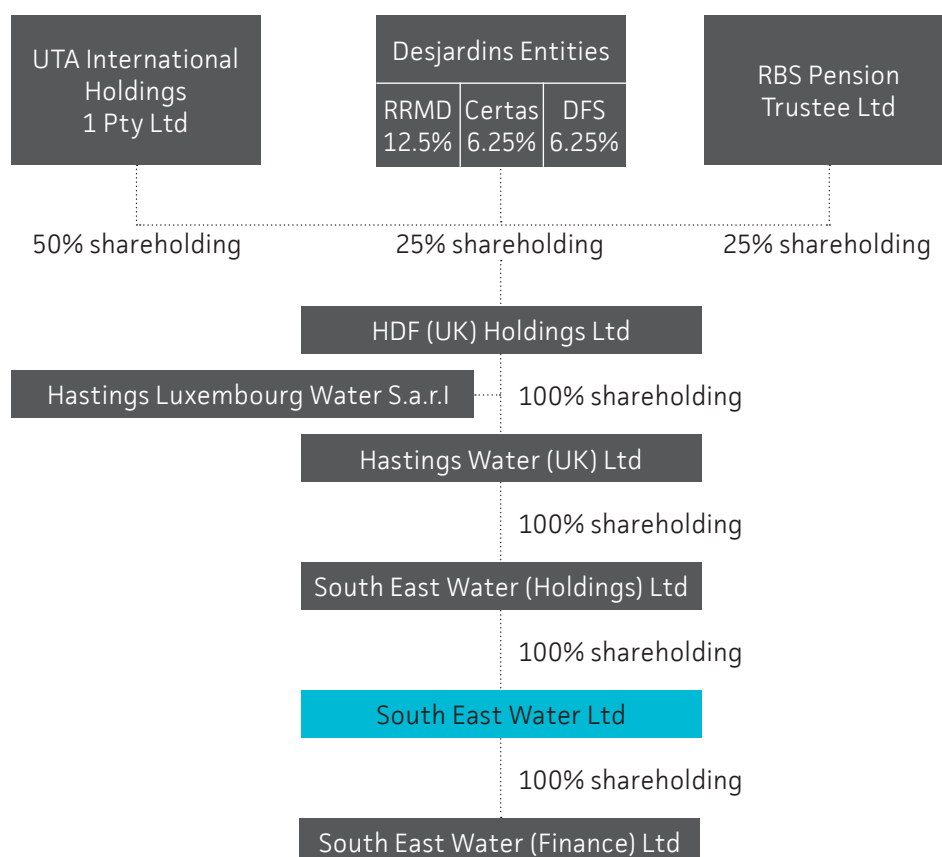 UTA International
Holdings
1 Pty Ltd
Desjardins Entities
RRMD Certas DFS
12.5% 6.25% 6.25%
RBS Pension
Trustee Ltd
50% shareholding
25% shareholding
25% shareholding
HDF (UK) Holdings Ltd
Hastings Luxembourg Water S.a.r.l
100% shareholding
Hastings Water (UK) Ltd
100% shareholding
South East Water (Holdings) Ltd
100% shareholding
South East Water Ltd
100% shareholding
South East Water (Finance) Ltd